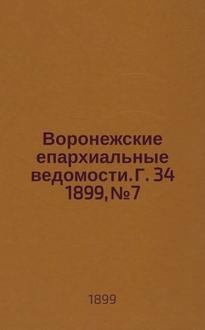 Воронежские
епархиальные
ведомости. Г. 34
1899, № 7
1899